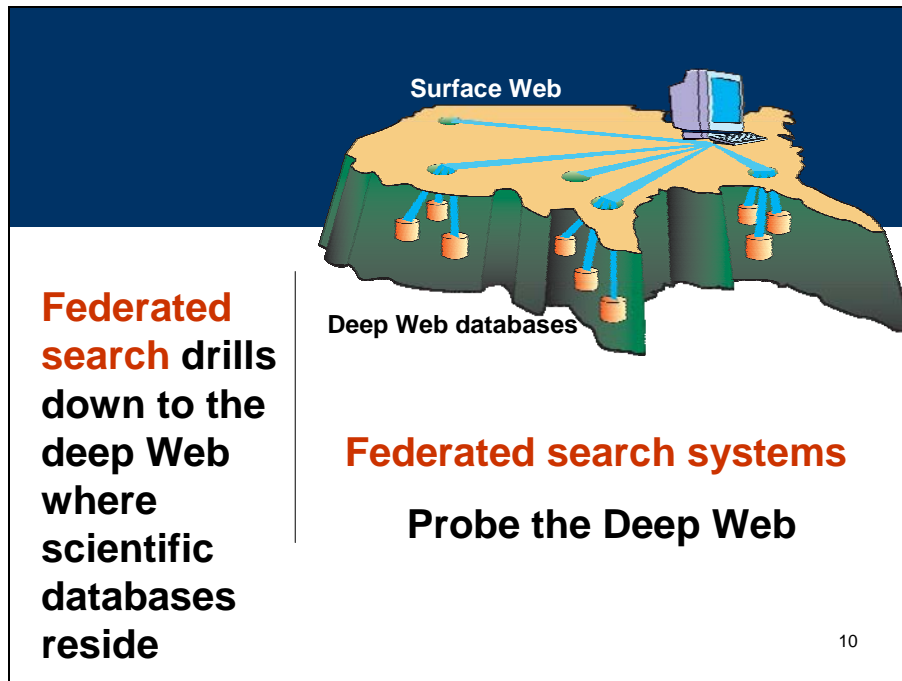 Surface Web
Deep Web databases
Federated
search drills
down to the
deep Web
where
scientific
databases
reside
Federated search systems
Probe the Deep Web
10